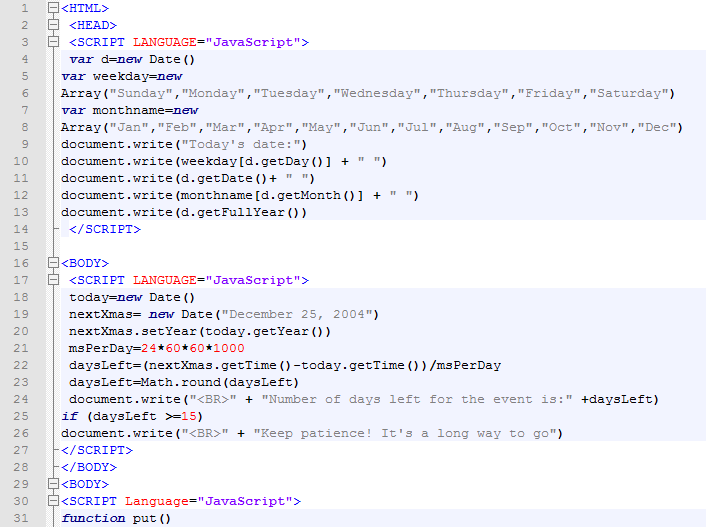 1 <HTML>
2 <HEAD>
3 <SCRIPT LANGUAGE="JavaScript">
4 var d=new Date()
5 var weekday=new
6 Array("Sunday","Monday","Tuesday","Wednesday","Thursday","Friday","Saturday")
7 var monthname=new
8 Array("Jan","Feb","Mar","Apr","May","Jun","Jul","Aug","Sep","Oct","Nov","Dec")
9 document.write("Today's date:")
10 document.write(weekday[d.getDay()] + " ")
11 document.write(d.getDate()+ " ")
12 document.write(monthname[d.getMonth()] + " ")
13 document.write(d.getFullYear())
14 </SCRIPT>
15
16 <BODY>
17 <SCRIPT LANGUAGE="JavaScript">
18 today=new Date()
19 nextXmas= new Date("December 25, 2004")
20 nextXmas.setYear(today.getYear())
21 msPerDay=24*60*60*1000
22 daysLeft=(nextXmas.getTime()-today.getTime())/msPerDay
23 daysLeft=Math.round(daysLeft)
24 document.write("<BR>" + "Number of days left for the event is:" +daysLeft)
25 if (daysLeft >=15)
26 document.write("<BR>" + "Keep patience! It's a long way to go")
27 </SCRIPT>
28 </BODY>
29 <BODY>
30 <SCRIPT Language="JavaScript">
31 function put()